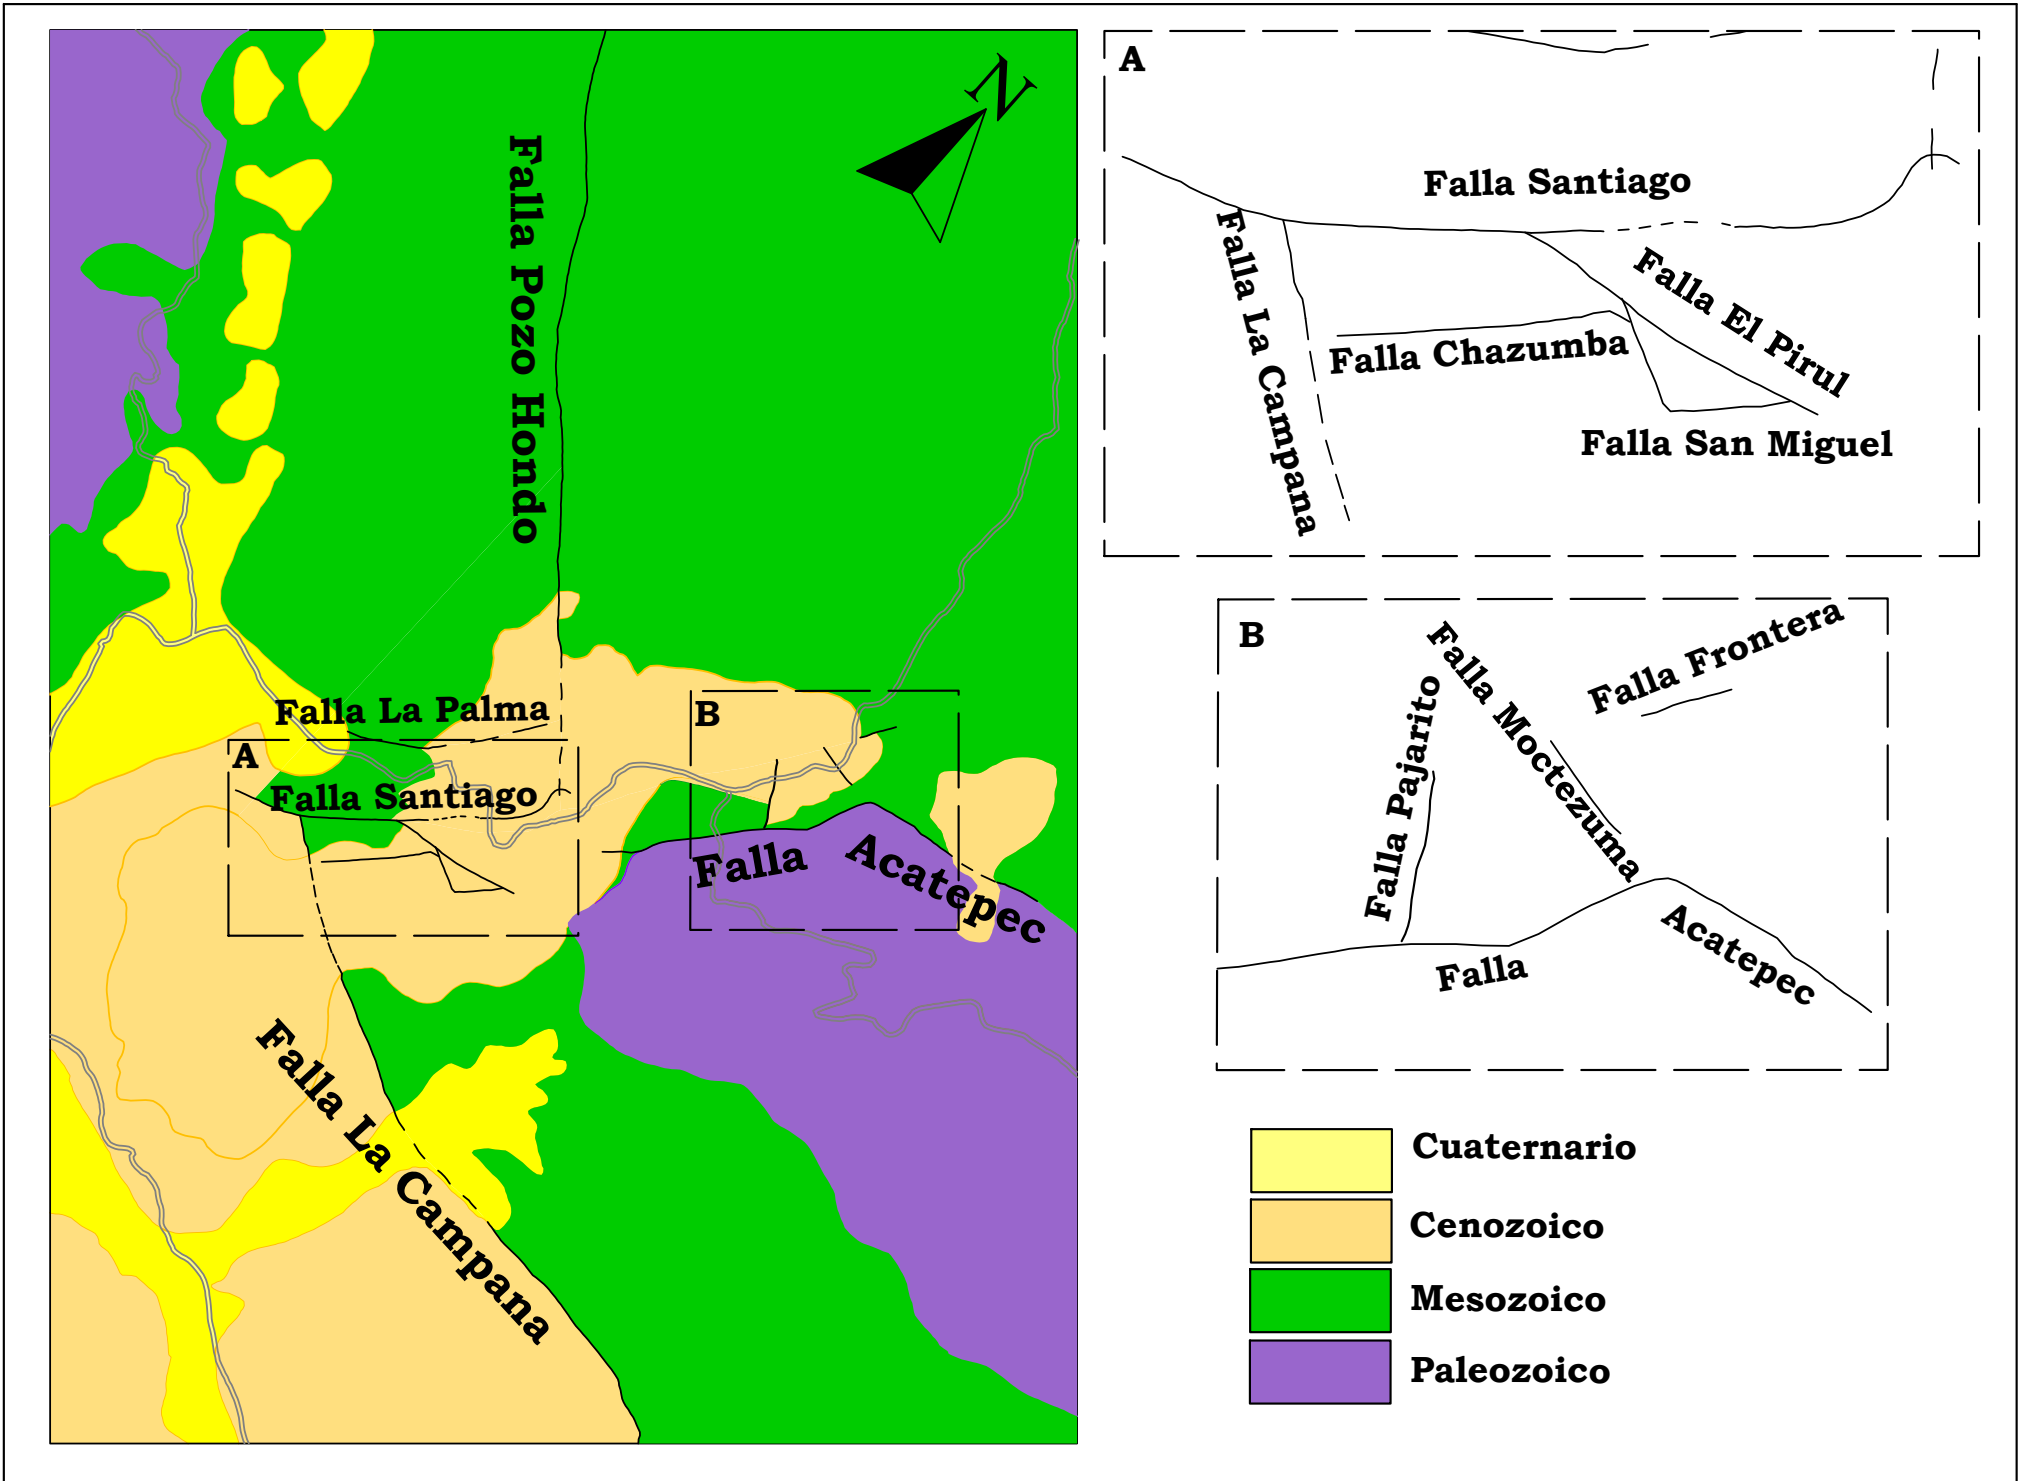 N
Falla Pozo Hondo
Falla La Palma
A
Falla Santiago
B
Falla Acatepec
Falla La Campana
A
Falla Santiago
Falla La Campana
Falla El Pirul
Falla Chazumba
Falla San Miguel
B
Falla Frontera
Falla Moctezuma
Falla Pajarito
Falla Acatepec
Cuaternario
Cenozoico
Mesozoico
Paleozoico